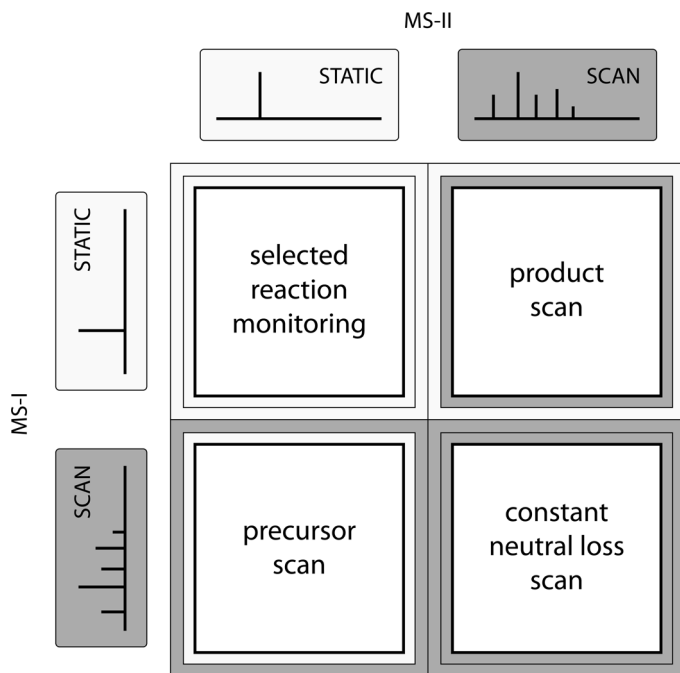 MS-II
STATIC
SCAN
STATIC
selected
reaction
monitoring
product
scan
MS-I
SCAN
precursor
scan
constant
neutral loss
scan